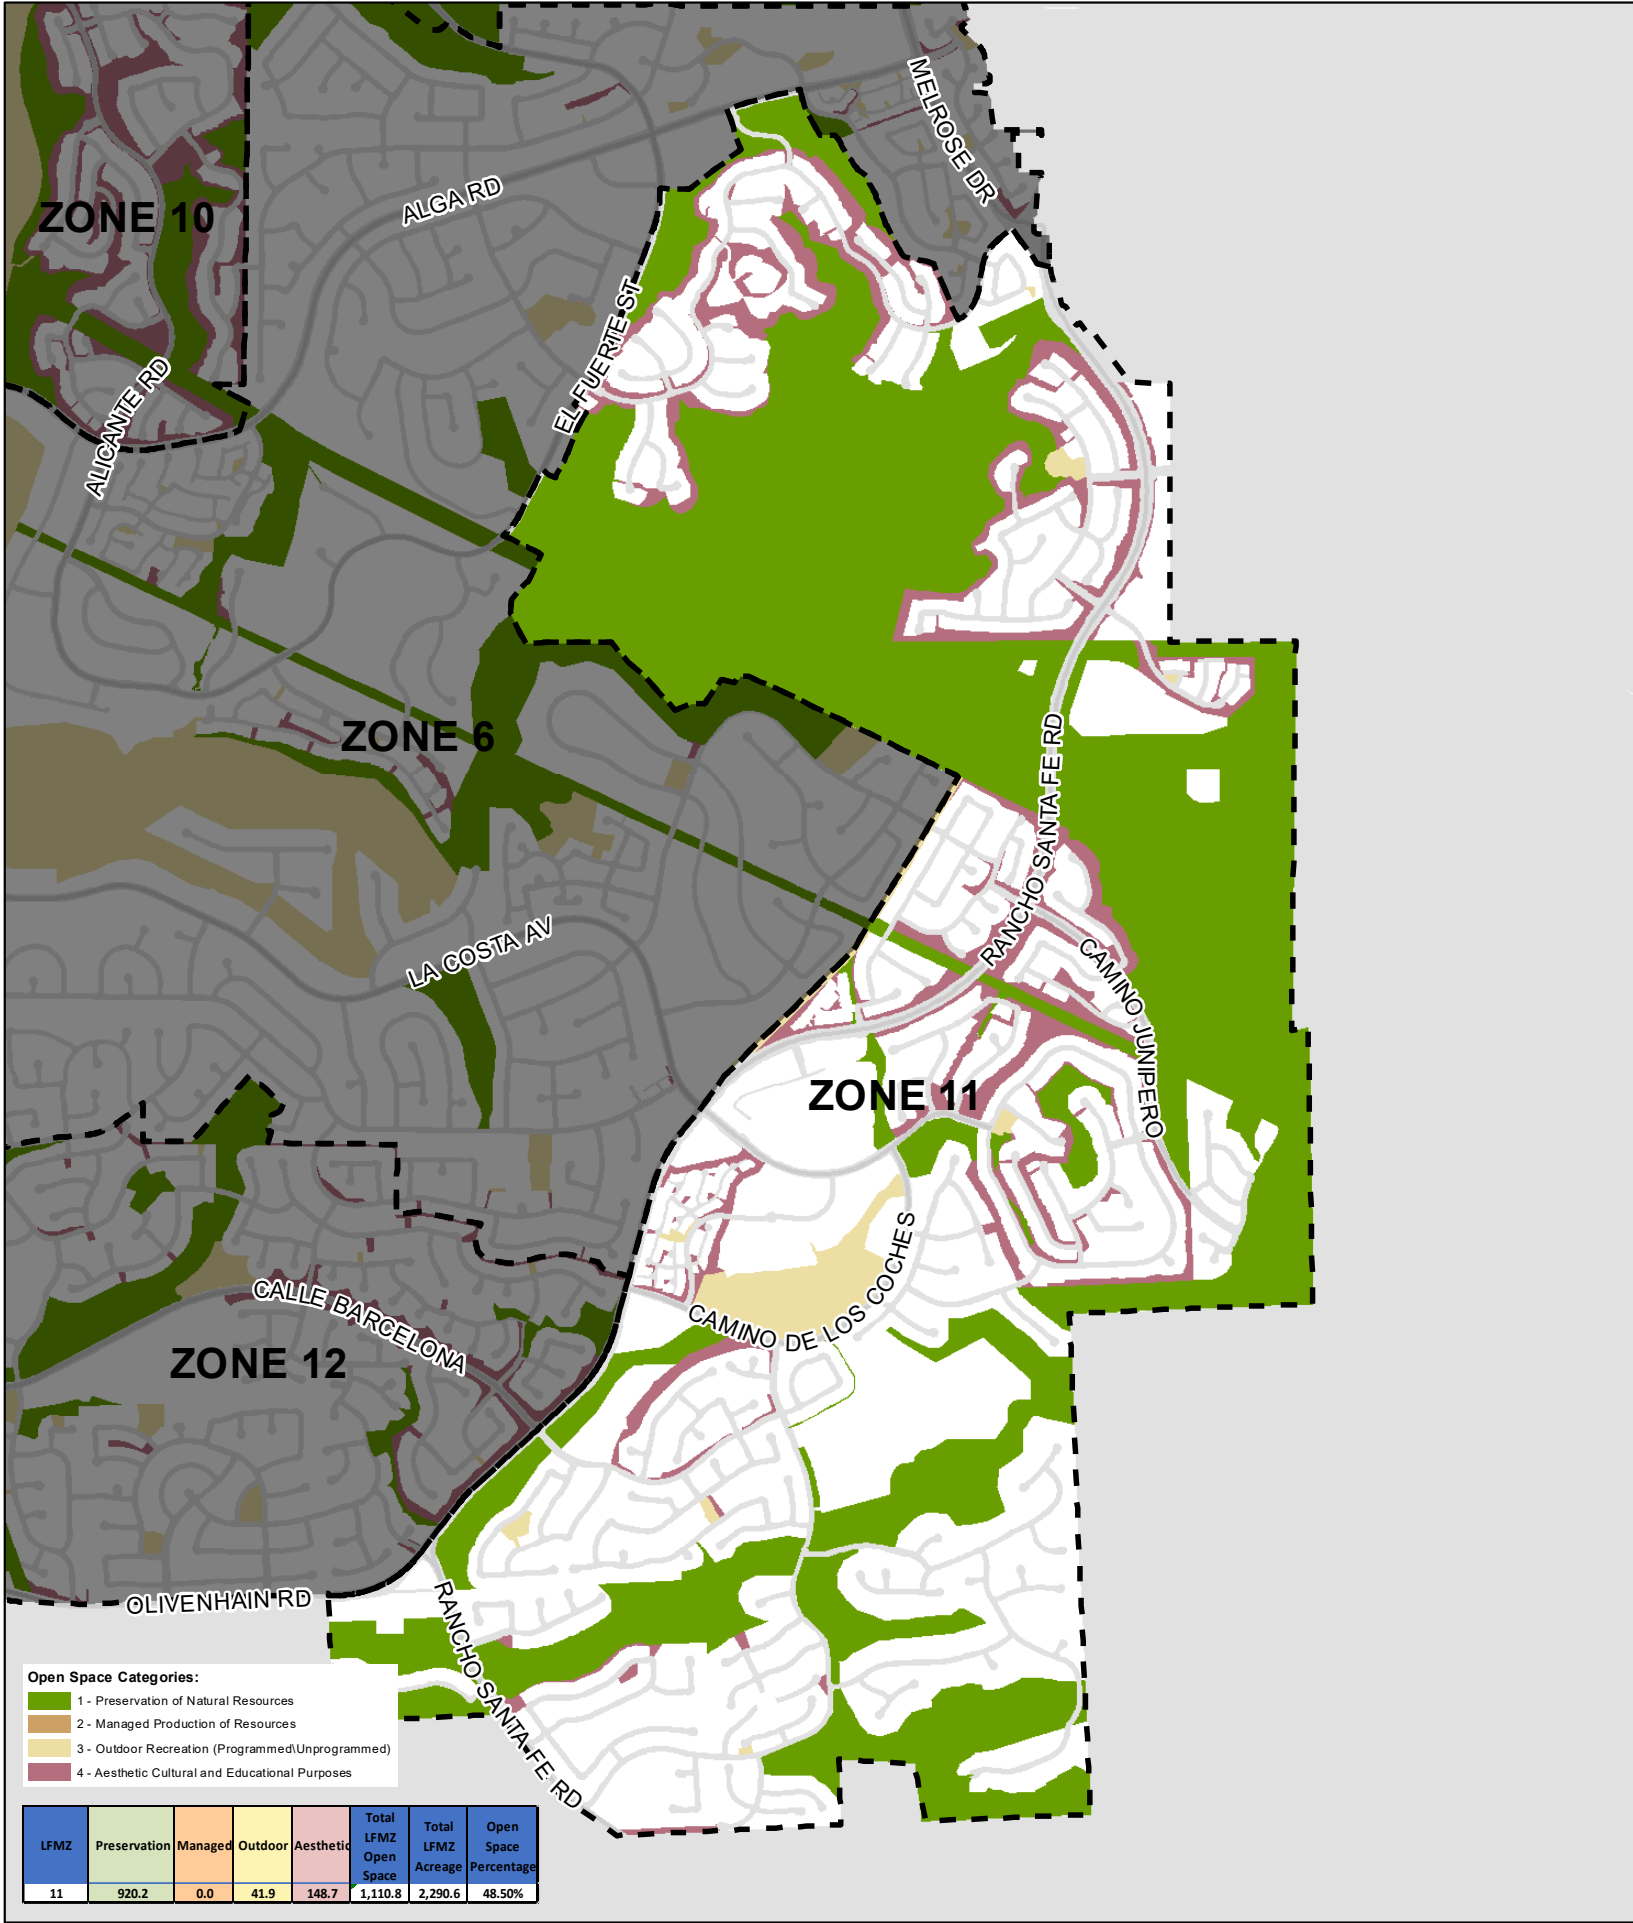 MELROSE DR
ALGA RD
ZONE 10
EL FUERTE ST
ALICANTE RD
ZONE 6
RANCHO SANTA FE RD
LA COSTA AV
CAMINO JUNIPERO
ZONE 11
CAMINO DE LOS COCHES
CALLE BARCELONA
ZONE 12
OLIVENHAIN RD
RANCHO SANTA FE RD
Open Space Categories:
1 - Preservation of Natural Resources
2 - Managed Production of Resources
3 - Outdoor Recreation (Programmed\Unprogrammed)
4 - Aesthetic Cultural and Educational Purposes
LFMZ Preservation Managed Outdoor Aesthetic Total LFMZ Open Space Total LFMZ Acreage Open Space Percentage
11 920.2 0.0 41.9 148.7 1,110.8 2,290.6 48.50%